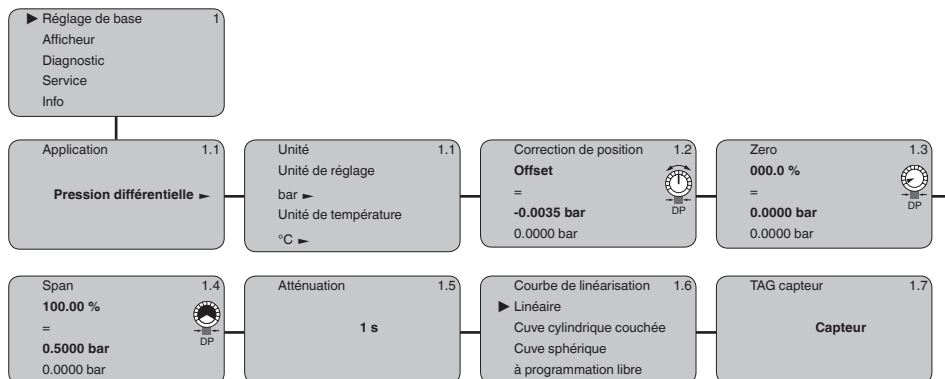 ▶ Réglage de base 1
Afficheur
Diagnostic
Service
Info
Application 1.1
Pression différentielle ►
Unité 1.1
Unité de réglage
bar ►
Unité de température
°C ►
Correction de position 1.2
Offset
=
-0.0035 bar
0.0000 bar
DP
Zero 1.3
000.0 %
=
0.0000 bar
0.0000 bar
DP
Span 1.4
100.00 %
=
0.5000 bar
0.0000 bar
DP
Atténuation 1.5
1 s
Courbe de linéarisation 1.6
▶ Linéaire
Cuve cylindrique couchée
Cuve sphérique
à programmation libre
TAG capteur 1.7
Capteur